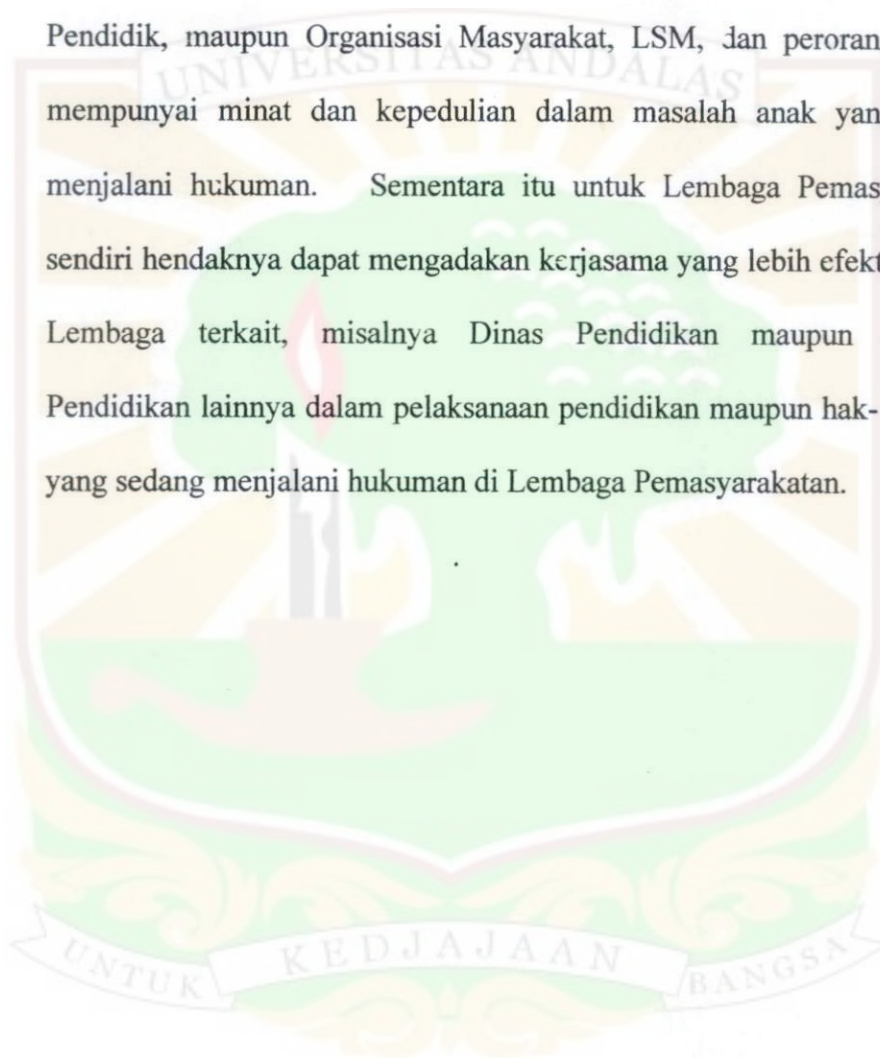 Pendidik, maupun Organisasi Masyarakat, LSM, dan peroran
UNIVERSITAS ANDALAS
mempunyai minat dan kepedulian dalam masalah anak yan
menjalani hukuman. Sementara itu untuk Lembaga Pemas
sendiri hendaknya dapat mengadakan kerjasama yang lebih efekt
Lembaga terkait, misalnya Dinas Pendidikan maupun
Pendidikan lainnya dalam pelaksanaan pendidikan maupun hak-
yang sedang menjalani hukuman di Lembaga Pemasyarakatan.
UNTUK KEDJAJAAN BANGSA